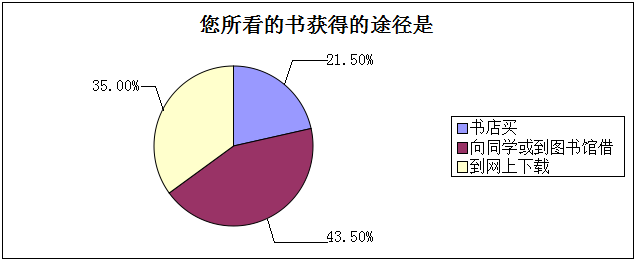 您所看的书获得的途径是
21.50%
35.00%
43.50%
书店买
向同学或到图书馆借
到网上下载